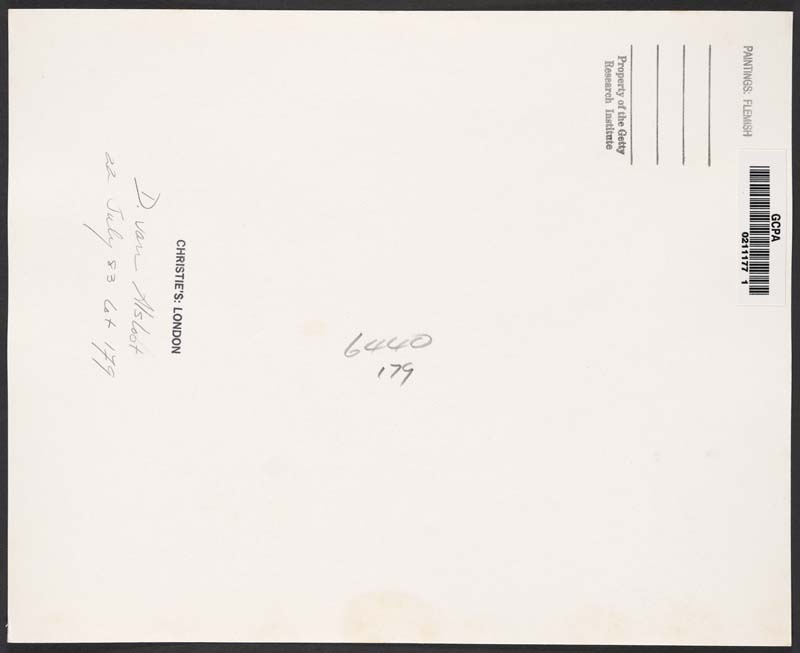 PAINTINGS: FLEMISH
Property of the Getty
Research Institute
GCPA
0211177 1
CHRISTIE'S: LONDON
D. van Alsloot
22 July 83 lot 179
6440
179